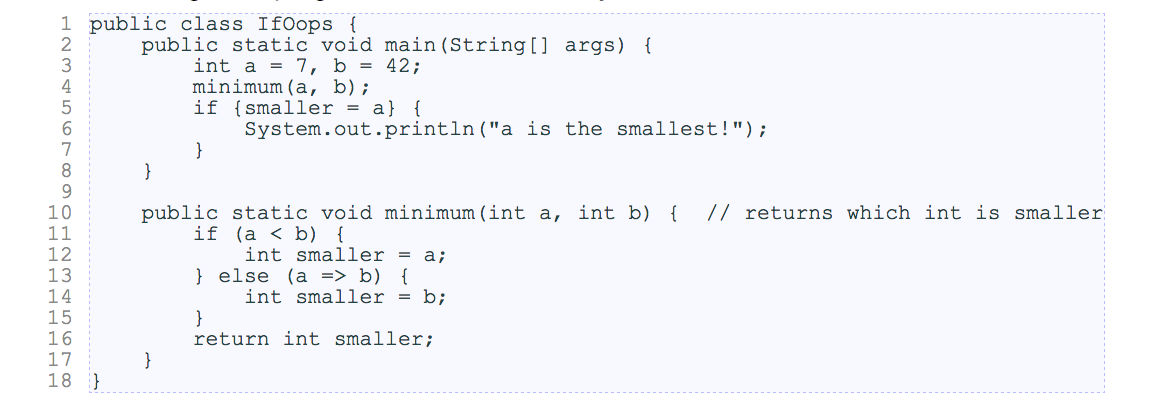 1 public class IfOops {
2     public static void main(String[] args) {
3         int a = 7, b = 42;
4         minimum(a, b);
5         if {smaller = a} {
6             System.out.println("a is the smallest!");
7         }
8     }
9
10     public static void minimum(int a, int b) {  // returns which int is smaller
11         if (a < b) {
12             int smaller = a;
13         } else (a => b) {
14             int smaller = b;
15         }
16         return int smaller;
17     }
18 }